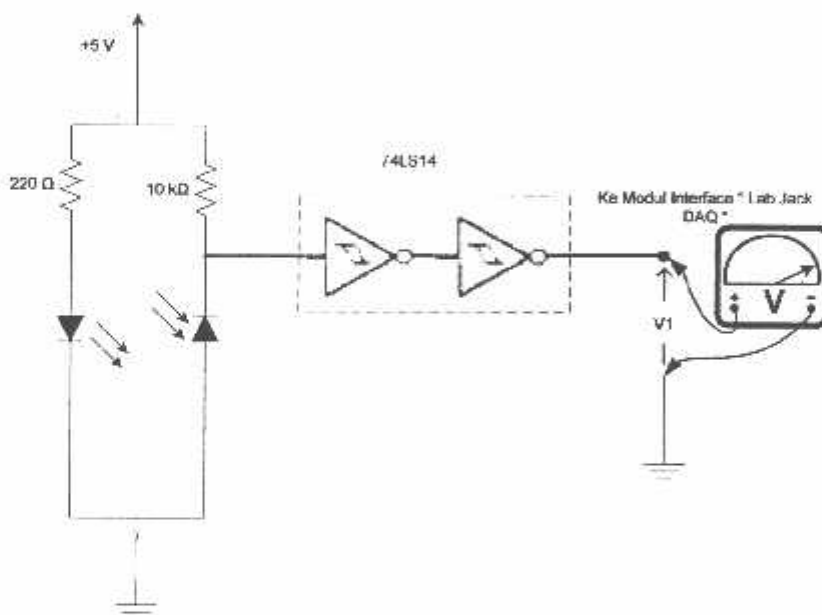 +5 V
220 Ω
10 kΩ
74LS14
Ke Modul Interface " Lab Jack
DAQ "
V1
+ -
V